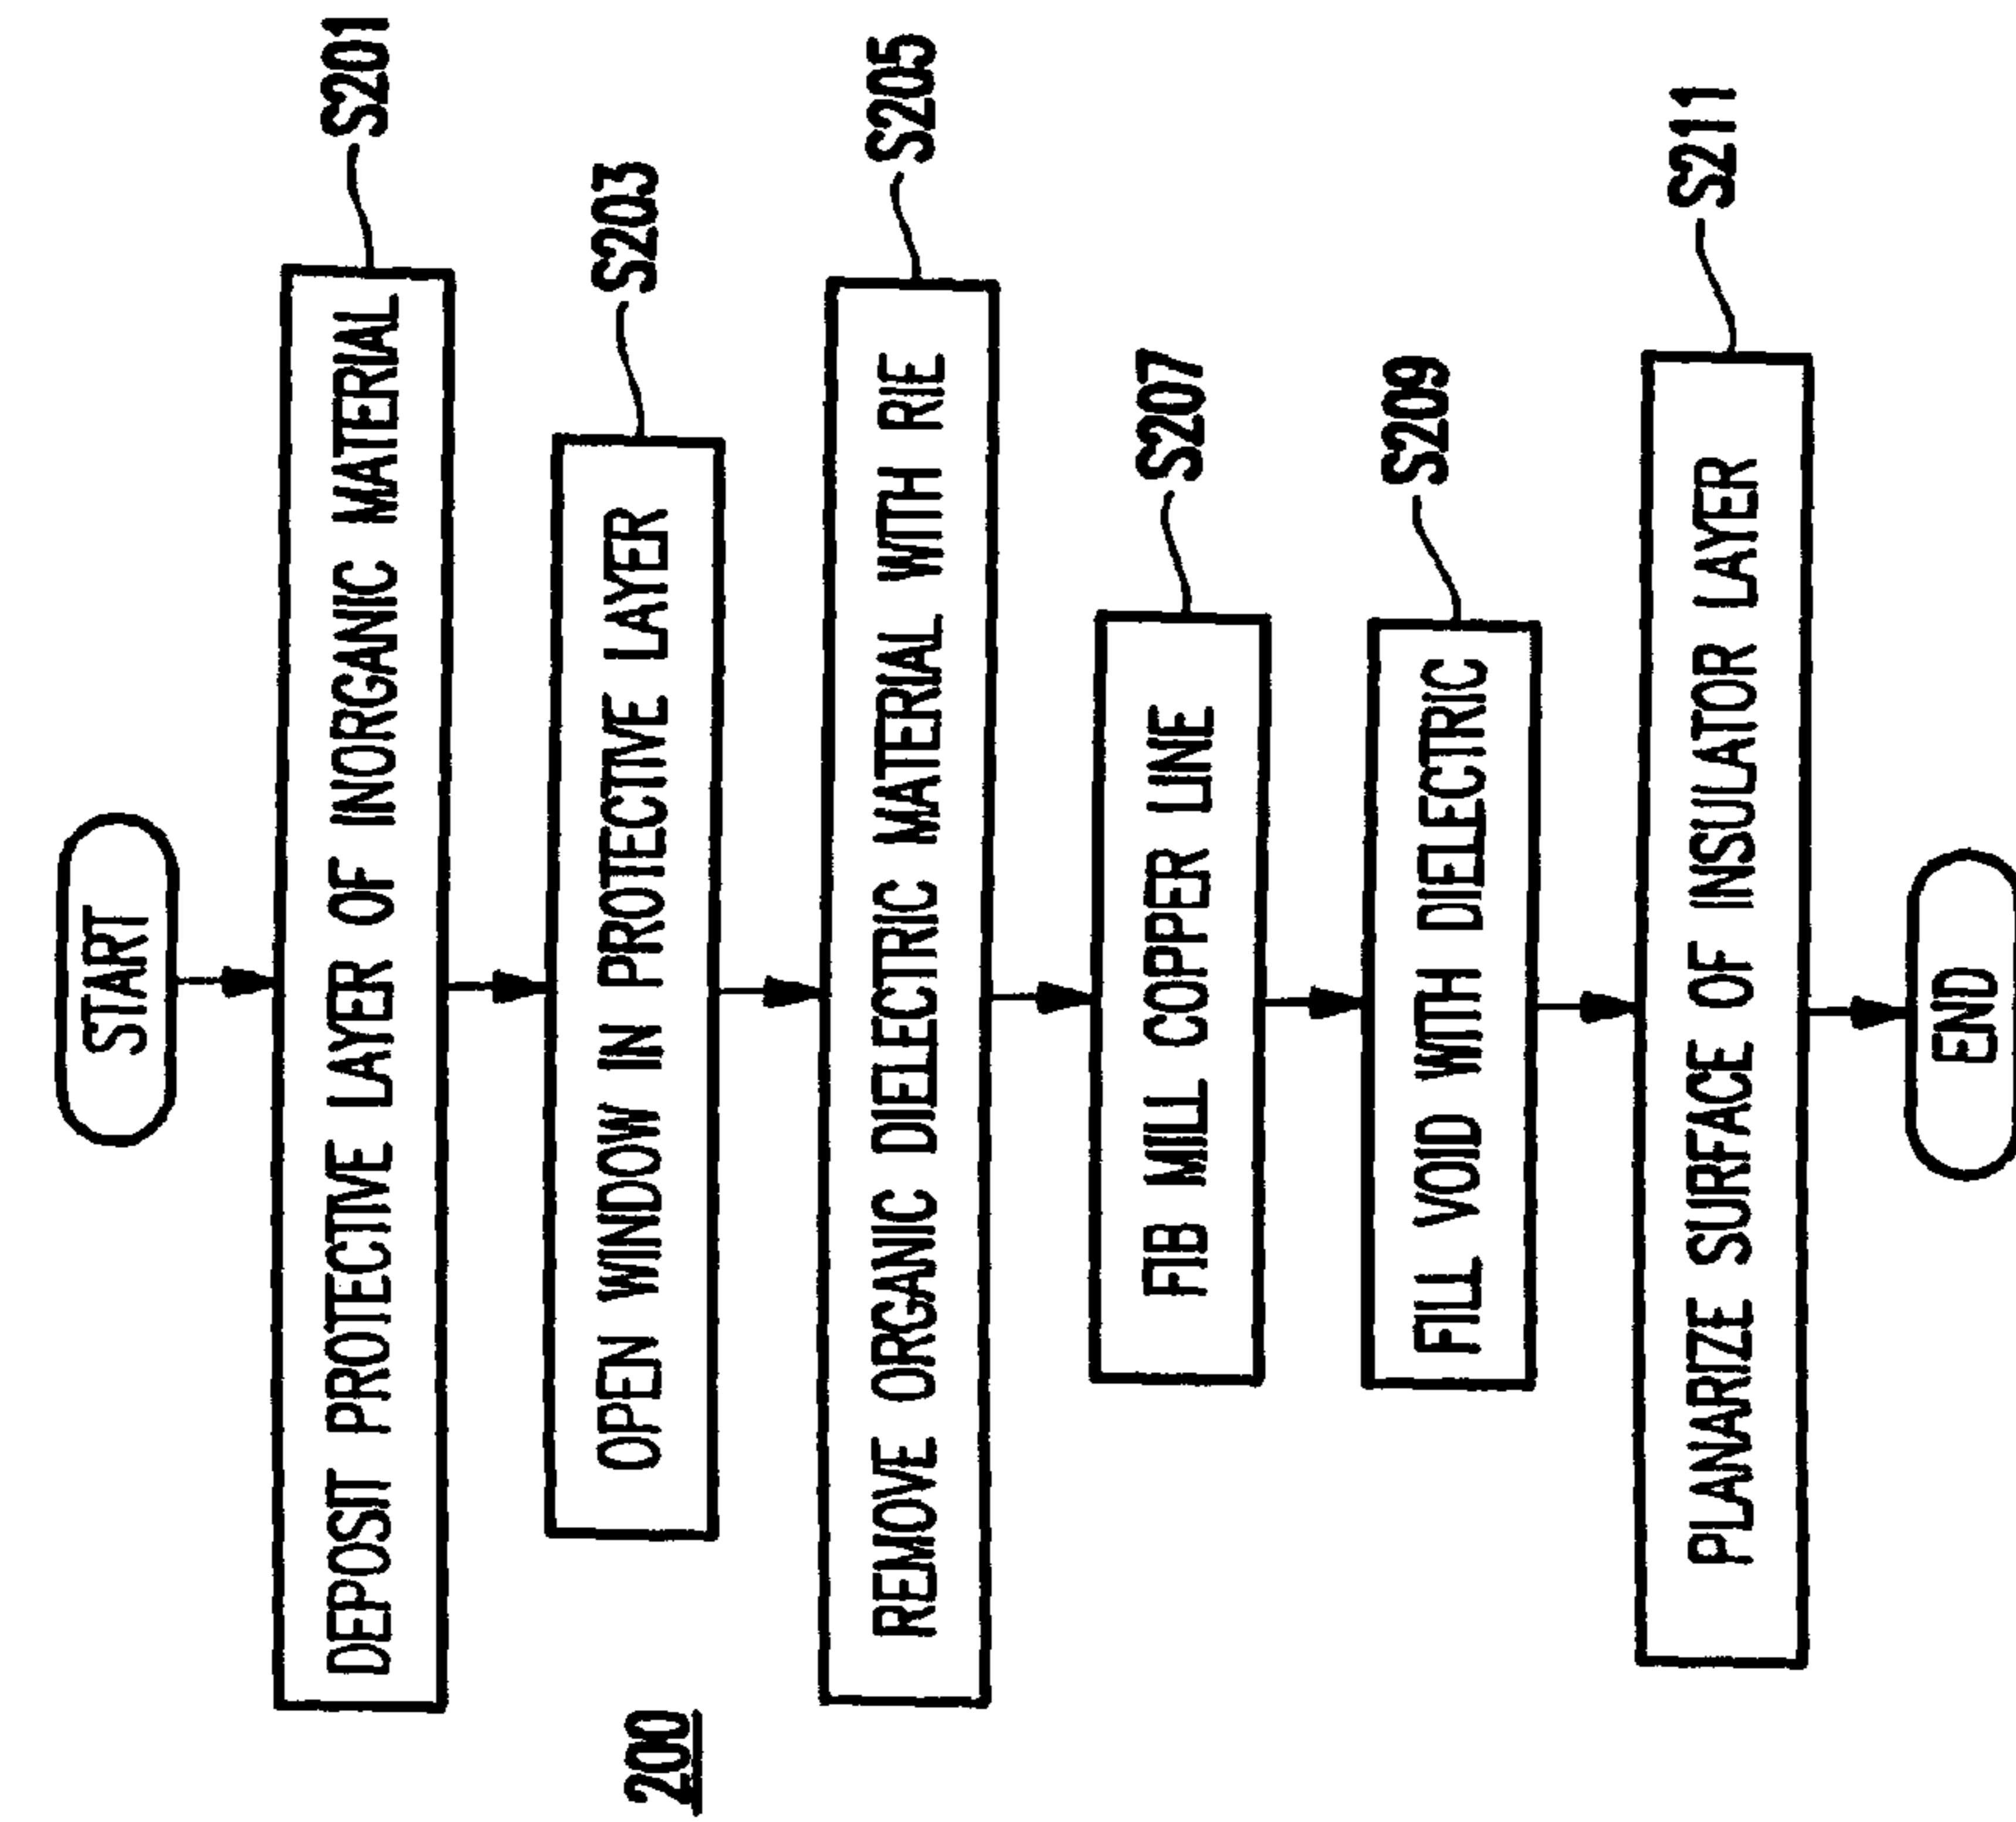 START
DEPOSIT PROTECTIVE LAYER OF INORGANIC MATERIAL
S201
OPEN WINDOW IN PROTECTIVE LAYER
S203
200
REMOVE ORGANIC DIELECTRIC MATERIAL WITH RIE
S205
FIB MILL COPPER LINE
S207
FILL VOID WITH DIELECTRIC
S209
PLANARIZE SURFACE OF INSULATOR LAYER
S211
END